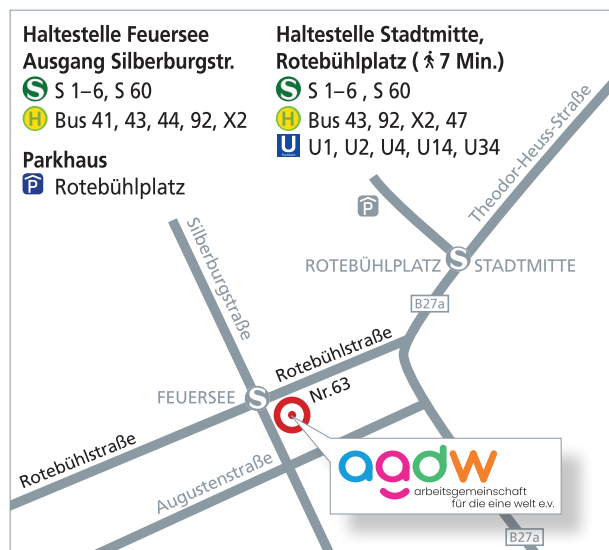 Haltestelle Feuersee
Ausgang Silberburgstr.
S S 1–6, S 60
H Bus 41, 43, 44, 92, X2
Parkhaus
P Rotebühlplatz
Haltestelle Stadtmitte,
Rotebühlplatz ( 7 Min.)
S S 1–6 , S 60
H Bus 43, 92, X2, 47
U U1, U2, U4, U14, U34
Theodor-Heuss-Straße
P
Silberburgstraße
ROTEBÜHLPLATZ S STADTMITTE
B27a
Rotebühlstraße
Nr.63
FEUERSEE S
Rotebühlstraße
Augustenstraße
agdw
arbeitsgemeinschaft
für die eine welt e.v.
B27a